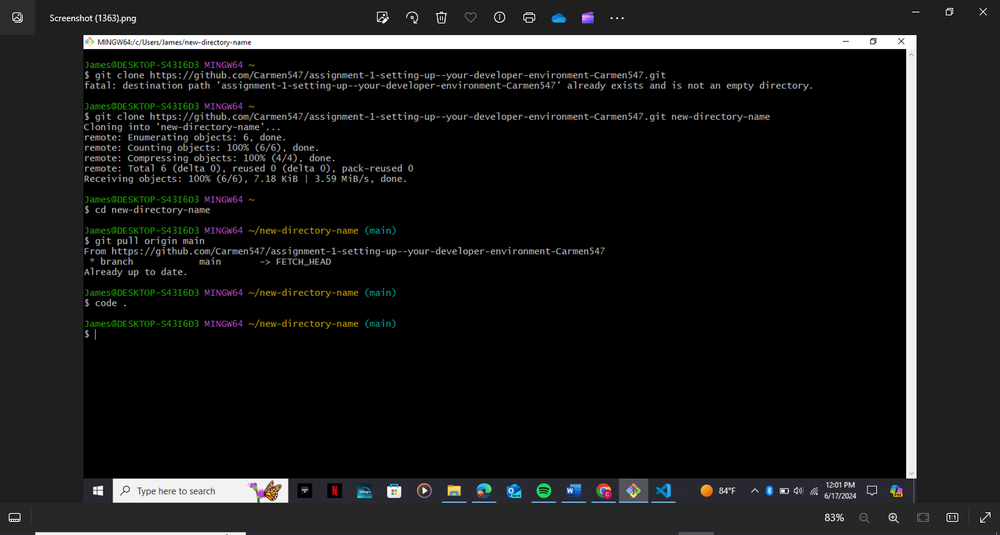 Screenshot (1363).png
MINGW64:/c/Users/James/new-directory-name
James@DESKTOP-S43I6D3 MINGW64 ~
$ git clone https://github.com/Carmen547/assignment-1-setting-up--your-developer-environment-Carmen547.git
fatal: destination path 'assignment-1-setting-up--your-developer-environment-Carmen547' already exists and is not an empty directory.
James@DESKTOP-S43I6D3 MINGW64 ~
$ git clone https://github.com/Carmen547/assignment-1-setting-up--your-developer-environment-Carmen547.git new-directory-name
Cloning into 'new-directory-name'...
remote: Enumerating objects: 6, done.
remote: Counting objects: 100% (6/6), done.
remote: Compressing objects: 100% (4/4), done.
remote: Total 6 (delta 0), reused 0 (delta 0), pack-reused 0
Receiving objects: 100% (6/6), 7.18 KiB | 3.59 MiB/s, done.
James@DESKTOP-S43I6D3 MINGW64 ~
$ cd new-directory-name
James@DESKTOP-S43I6D3 MINGW64 ~/new-directory-name (main)
$ git pull origin main
From https://github.com/Carmen547/assignment-1-setting-up--your-developer-environment-Carmen547
 * branch            main       -> FETCH_HEAD
Already up to date.
James@DESKTOP-S43I6D3 MINGW64 ~/new-directory-name (main)
$ code .
James@DESKTOP-S43I6D3 MINGW64 ~/new-directory-name (main)
$
Type here to search
84°F
12:01 PM
6/17/2024
83%